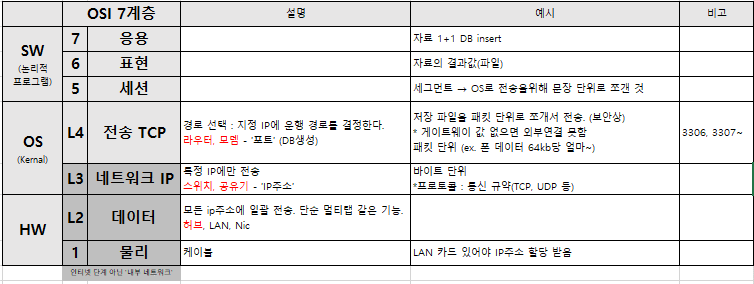 OSI 7계층 설명 예시 비고
SW
(논리적
프로그램)
7 응용 자료 1+1 DB insert
6 표현 자료의 결과값(파일)
5 세션 세그먼트 → OS로 전송을위해 문장 단위로 쪼갠 것
OS
(Kernal)
L4 전송 TCP
경로 선택 : 지정 IP에 운행 경로를 결정한다.
라우터, 모뎀 - '포트' (DB생성)
저장 파일을 패킷 단위로 쪼개서 전송. (보안상)
* 게이트웨이 값 없으면 외부연결 못함
패킷 단위 (ex. 폰 데이터 64kb당 얼마~)
3306, 3307~
L3 네트워크 IP
특정 IP에만 전송
스위치, 공유기 - 'IP주소'
바이트 단위
*프로토콜 : 통신 규약(TCP, UDP 등)
HW
L2 데이터
모든 ip주소에 일괄 전송. 단순 멀티탭 같은 기능.
허브, LAN, Nic
1 물리 케이블 LAN 카드 있어야 IP주소 할당 받음
인터넷 단계 아닌 '내부 네트워크'